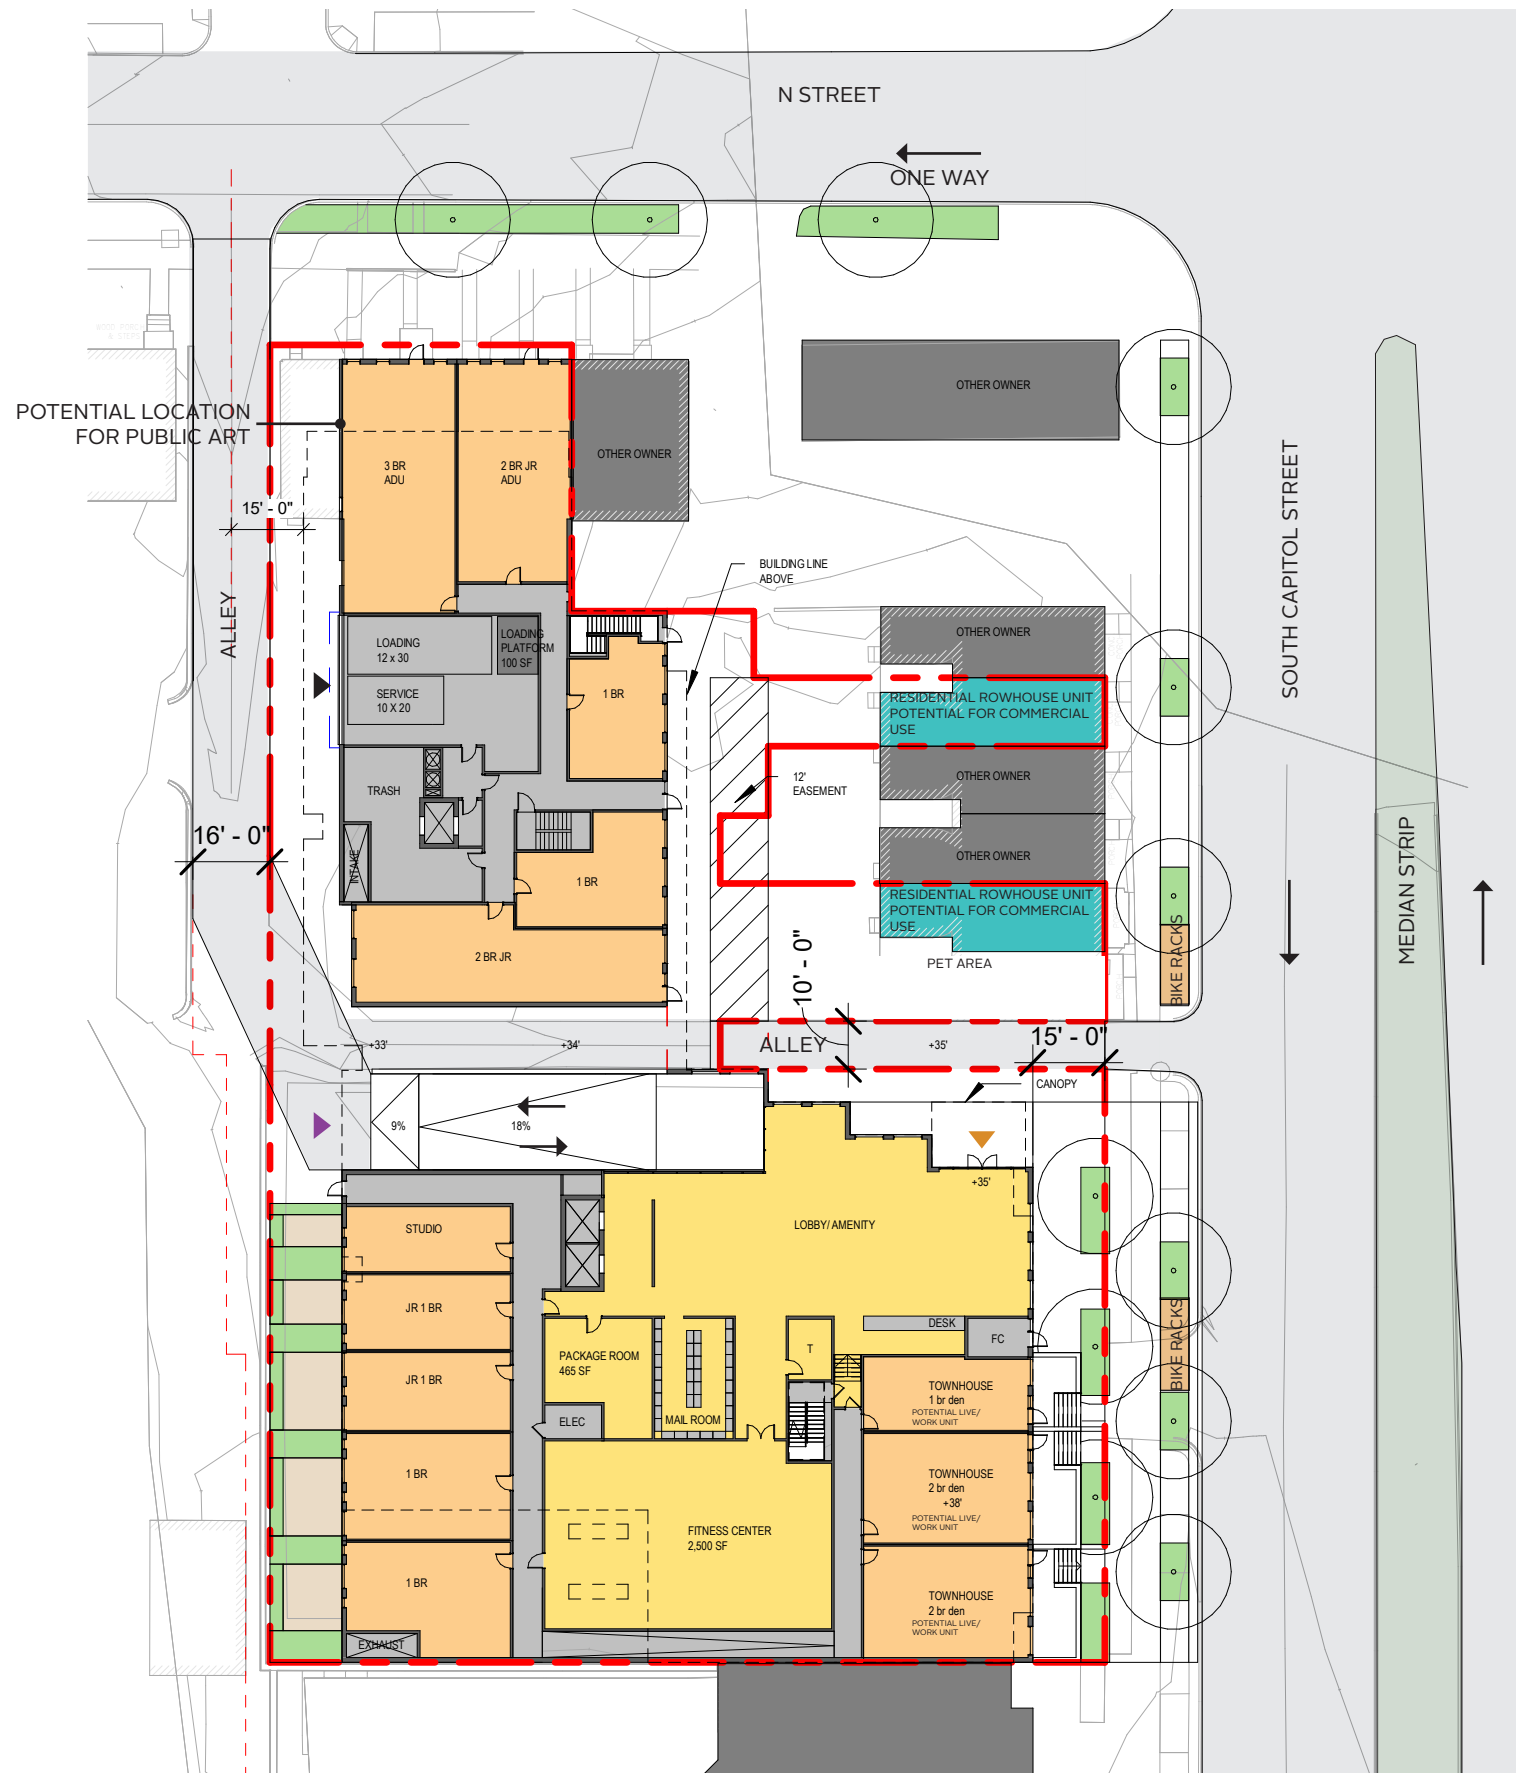 N STREET
ONE WAY
OTHER OWNER
POTENTIAL LOCATION
FOR PUBLIC ART
3 BR
ADU
2 BR JR
ADU
OTHER OWNER
SOUTH CAPITOL STREET
15' - 0"
BUILDING LINE
ABOVE
ALLEY
LOADING
12 x 30
LOADING
PLATFORM
100 SF
OTHER OWNER
SERVICE
10 X 20
1 BR
RESIDENTIAL ROWHOUSE UNIT
POTENTIAL FOR COMMERCIAL
USE
TRASH
12'
EASEMENT
OTHER OWNER
16' - 0"
INTAKE
1 BR
OTHER OWNER
MEDIAN STRIP
RESIDENTIAL ROWHOUSE UNIT
POTENTIAL FOR COMMERCIAL
USE
2 BR JR
PET AREA
10' - 0"
BIKE RACKS
+33'
+34'
ALLEY
+35'
15' - 0"
CANOPY
9%
18%
+35'
STUDIO
LOBBY/ AMENITY
JR 1 BR
DESK
FC
BIKE RACKS
PACKAGE ROOM
465 SF
T
JR 1 BR
TOWNHOUSE
1 br den
POTENTIAL LIVE/
WORK UNIT
ELEC
MAIL ROOM
1 BR
TOWNHOUSE
2 br den
+38'
POTENTIAL LIVE/
WORK UNIT
FITNESS CENTER
2,500 SF
1 BR
TOWNHOUSE
2 br den
POTENTIAL LIVE/
WORK UNIT
EXHAUST